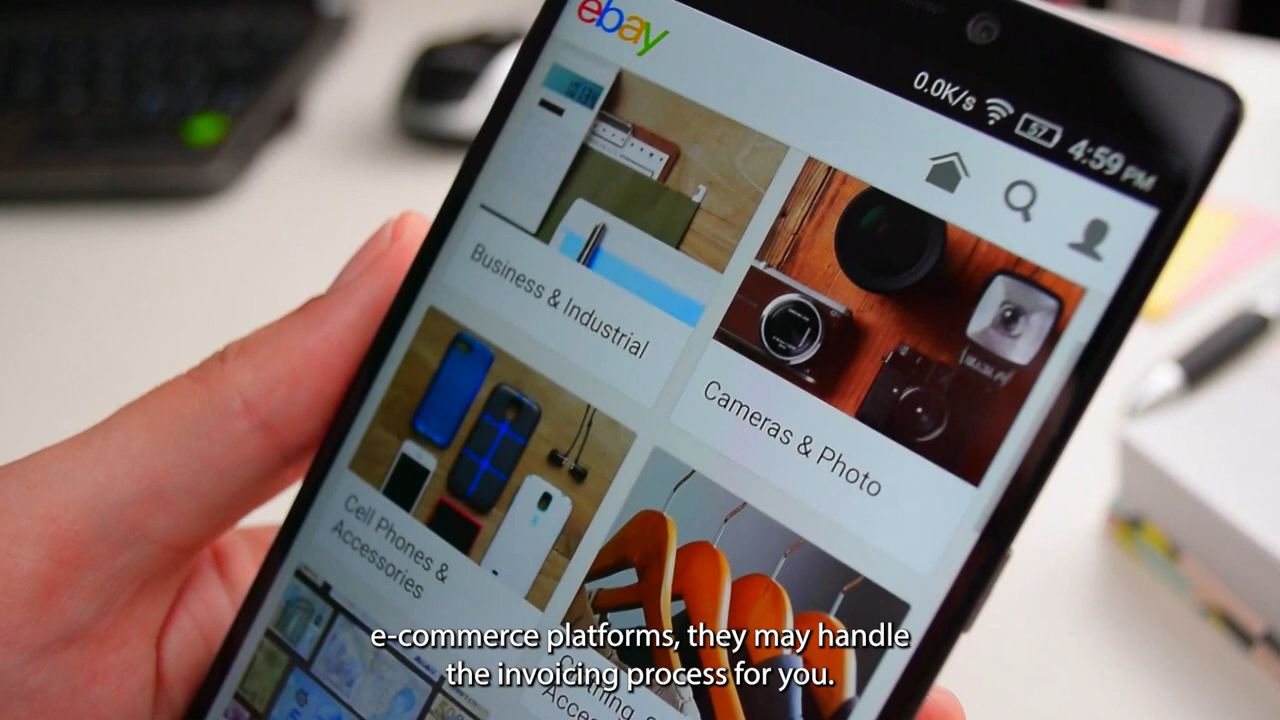 ebay
0.0K/s 57 4:59 PM
Business & Industrial
Cameras & Photo
Cell Phones &
Accessories
e-commerce platforms, they may handle
the invoicing process for you.